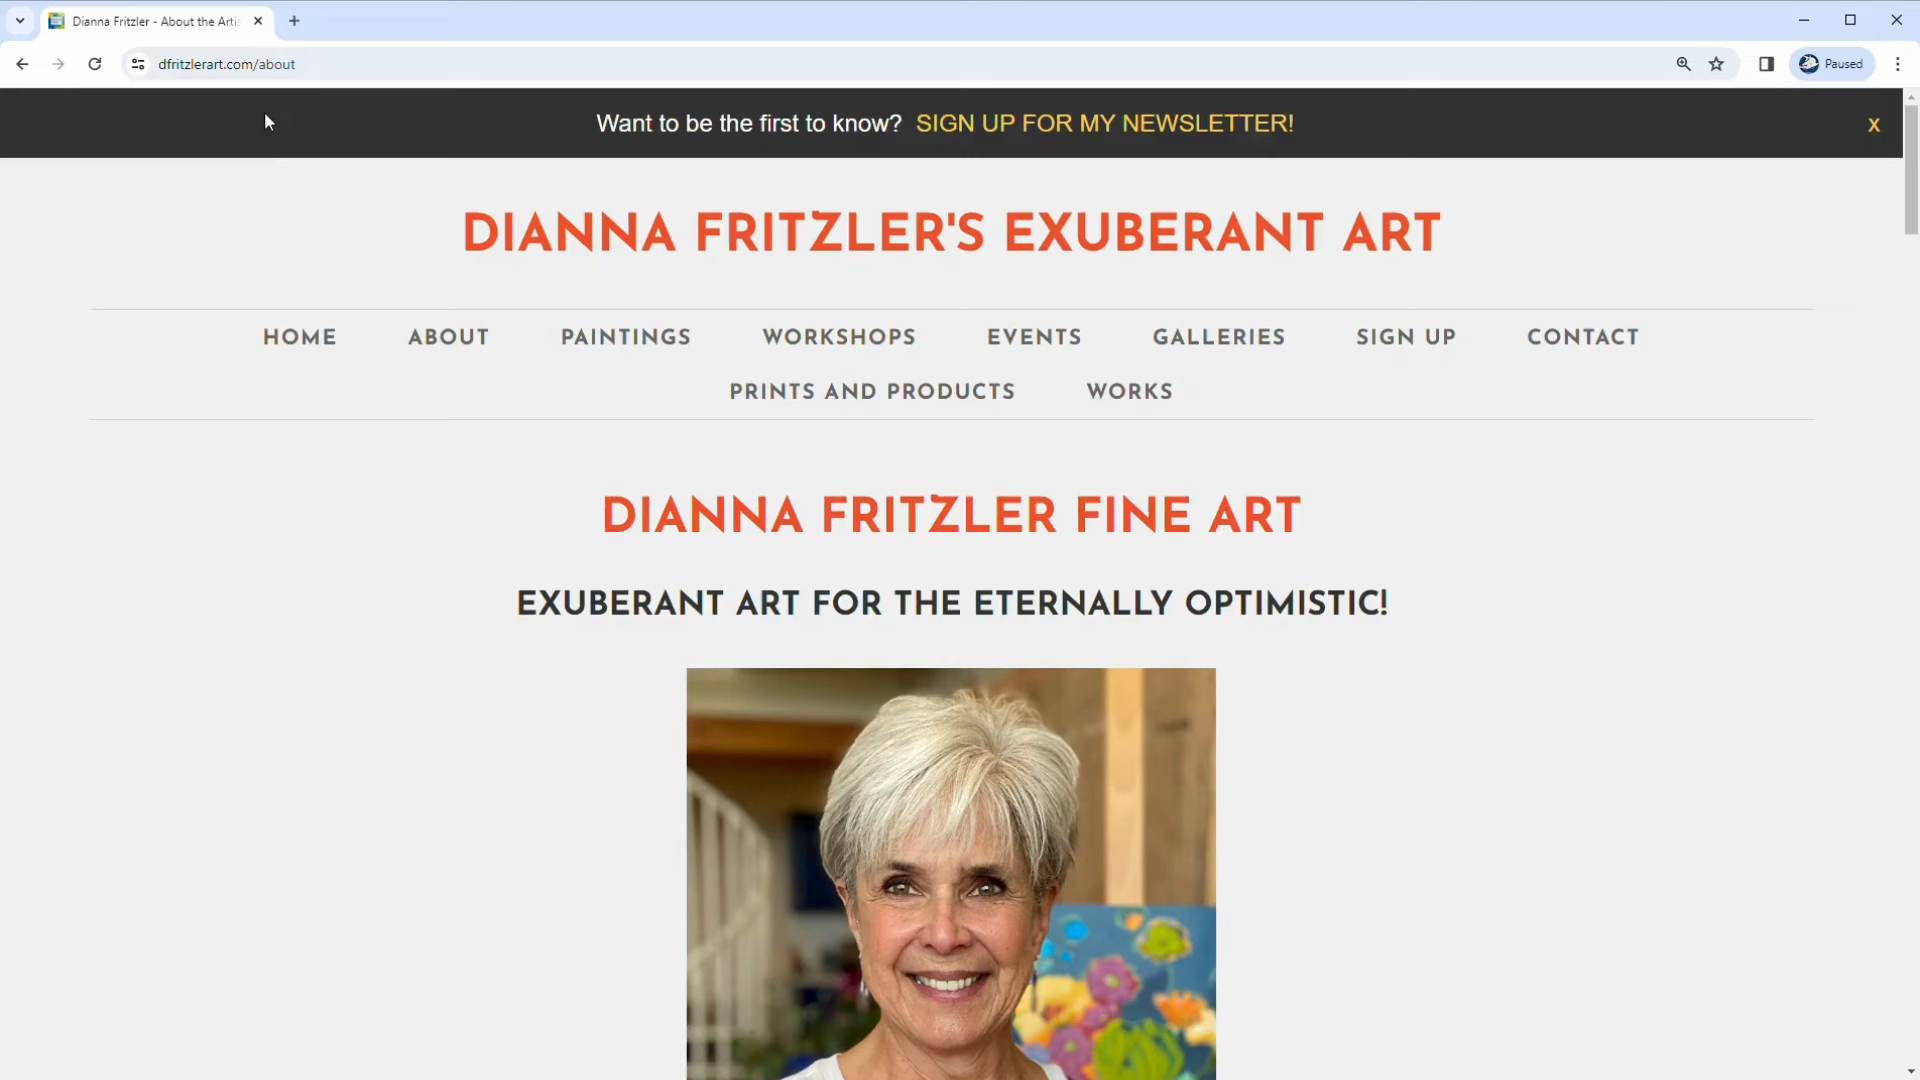 Dianna Fritzler - About the Artis
dfritzlerart.com/about
Paused
Want to be the first to know? SIGN UP FOR MY NEWSLETTER!
x
DIANNA FRITZLER'S EXUBERANT ART
HOME ABOUT PAINTINGS WORKSHOPS EVENTS GALLERIES SIGN UP CONTACT
PRINTS AND PRODUCTS WORKS
DIANNA FRITZLER FINE ART
EXUBERANT ART FOR THE ETERNALLY OPTIMISTIC!